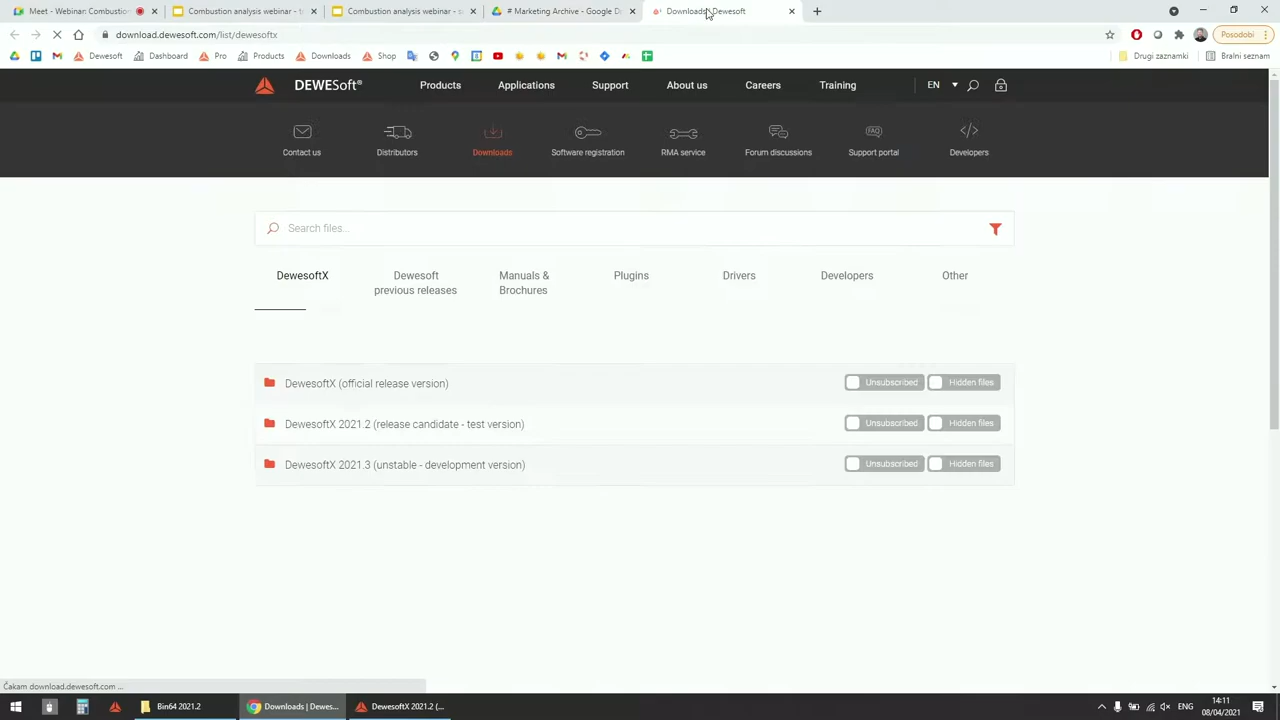 Meet - Webinar: Combustion
Combustion analysis webinar - t
Combustion analysis webinar - s
# Marketing Archive - Google D
Downloads | Dewesoft
download.dewesoft.com/list/dewesoftx
Posodobi
Dewesoft
Dashboard
Pro
Products
Downloads
Shop
Drugi zaznamki
Bralni seznam
DEWESoft®
Products
Applications
Support
About us
Careers
Training
EN
Contact us
Distributors
Downloads
Software registration
RMA service
FAQ
Forum discussions
Support portal
Developers
Search files...
DewesoftX
Dewesoft
previous releases
Manuals &
Brochures
Plugins
Drivers
Developers
Other
DewesoftX (official release version)
Unsubscribed
Hidden files
DewesoftX 2021.2 (release candidate - test version)
Unsubscribed
Hidden files
DewesoftX 2021.3 (unstable - development version)
Unsubscribed
Hidden files
Čakam download.dewesoft.com ...
Bin64 2021.2
Downloads | Dewes...
DewesoftX 2021.2 (...
ENG
14:11
08/04/2021